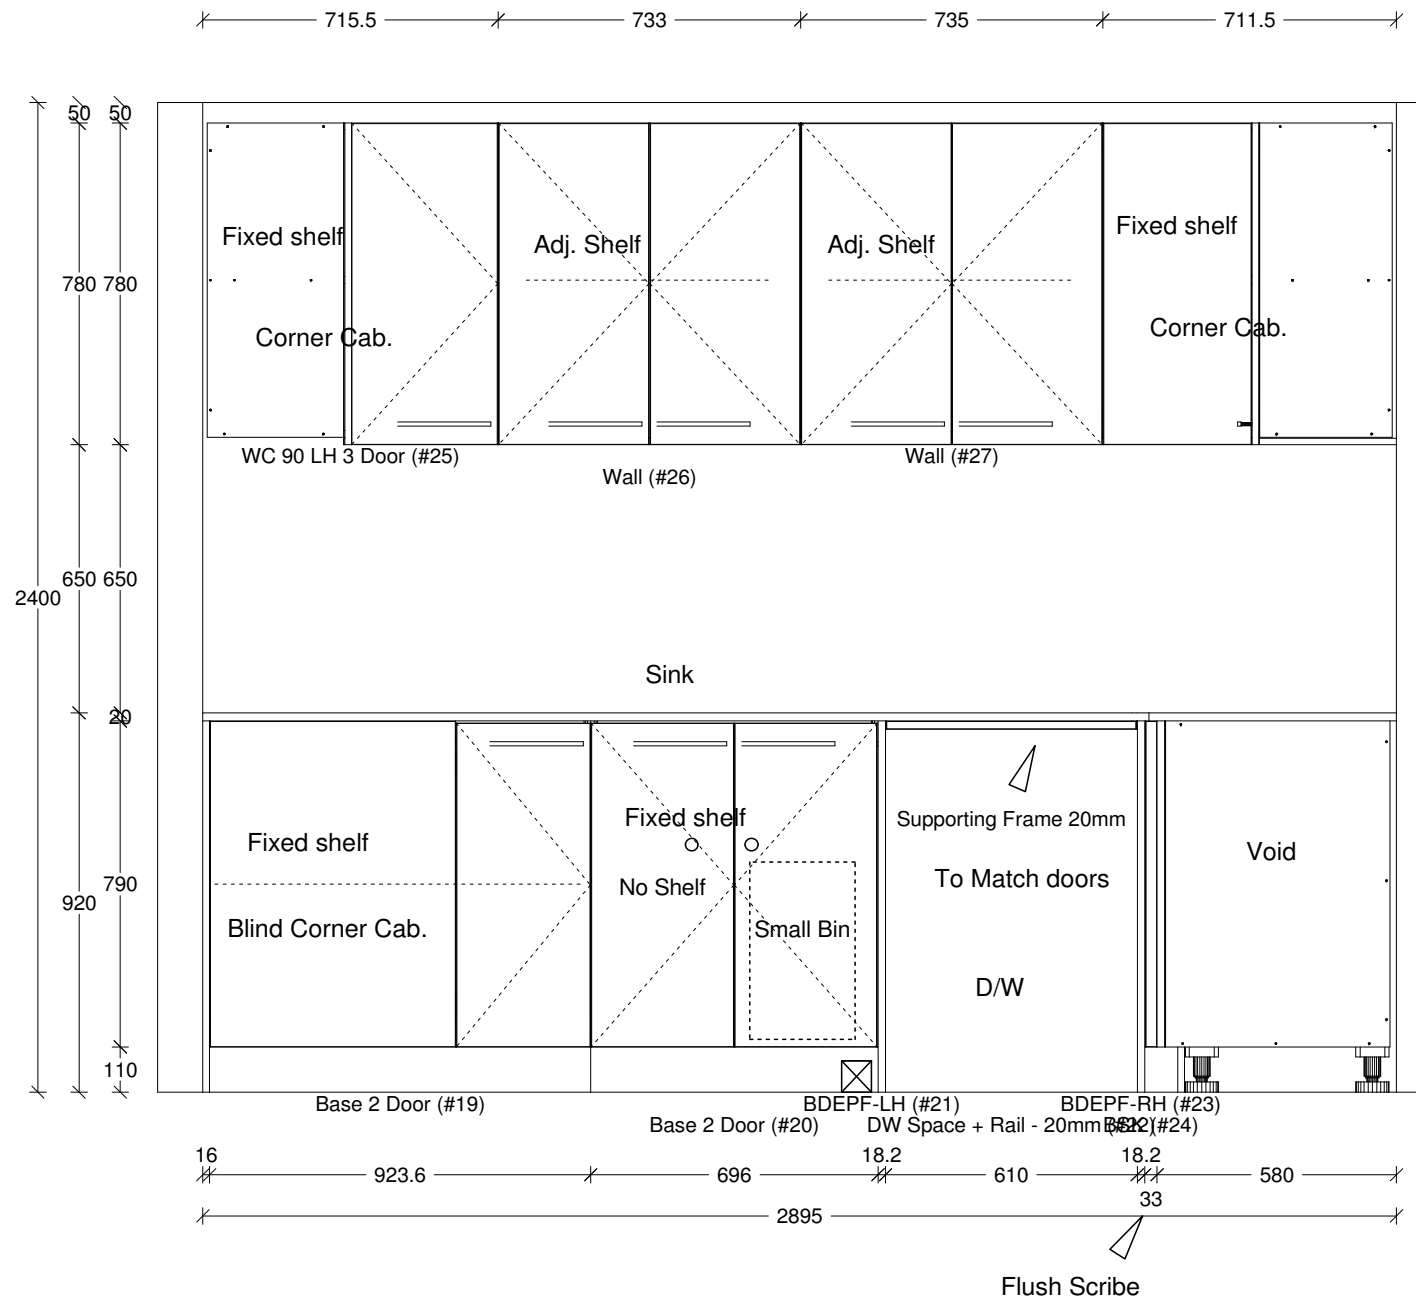 715.5
733
735
711.5
50
50
Fixed shelf
Adj. Shelf
Adj. Shelf
Fixed shelf
780
780
Corner Cab.
Corner Cab.
WC 90 LH 3 Door (#25)
Wall (#26)
Wall (#27)
650
650
2400
Sink
20
Fixed shelf
Supporting Frame 20mm
Fixed shelf
Void
790
No Shelf
To Match doors
920
Blind Corner Cab.
Small Bin
D/W
110
Base 2 Door (#19)
BDEPF-LH (#21)
BDEPF-RH (#23)
Base 2 Door (#20)
DW Space + Rail - 20mm (#22)
(#24)
16
18.2
18.2
923.6
696
610
580
33
2895
Flush Scribe